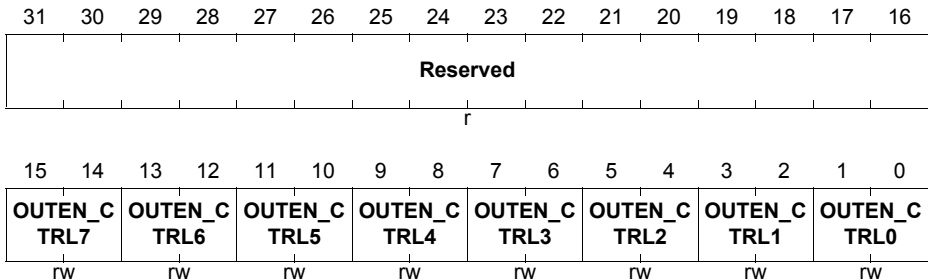 31 30 29 28 27 26 25 24 23 22 21 20 19 18 17 16
Reserved
r
15 14 13 12 11 10 9 8 7 6 5 4 3 2 1 0
OUTEN_C OUTEN_C OUTEN_C OUTEN_C OUTEN_C OUTEN_C OUTEN_C OUTEN_C
TRL7 TRL6 TRL5 TRL4 TRL3 TRL2 TRL1 TRL0
rw rw rw rw rw rw rw rw